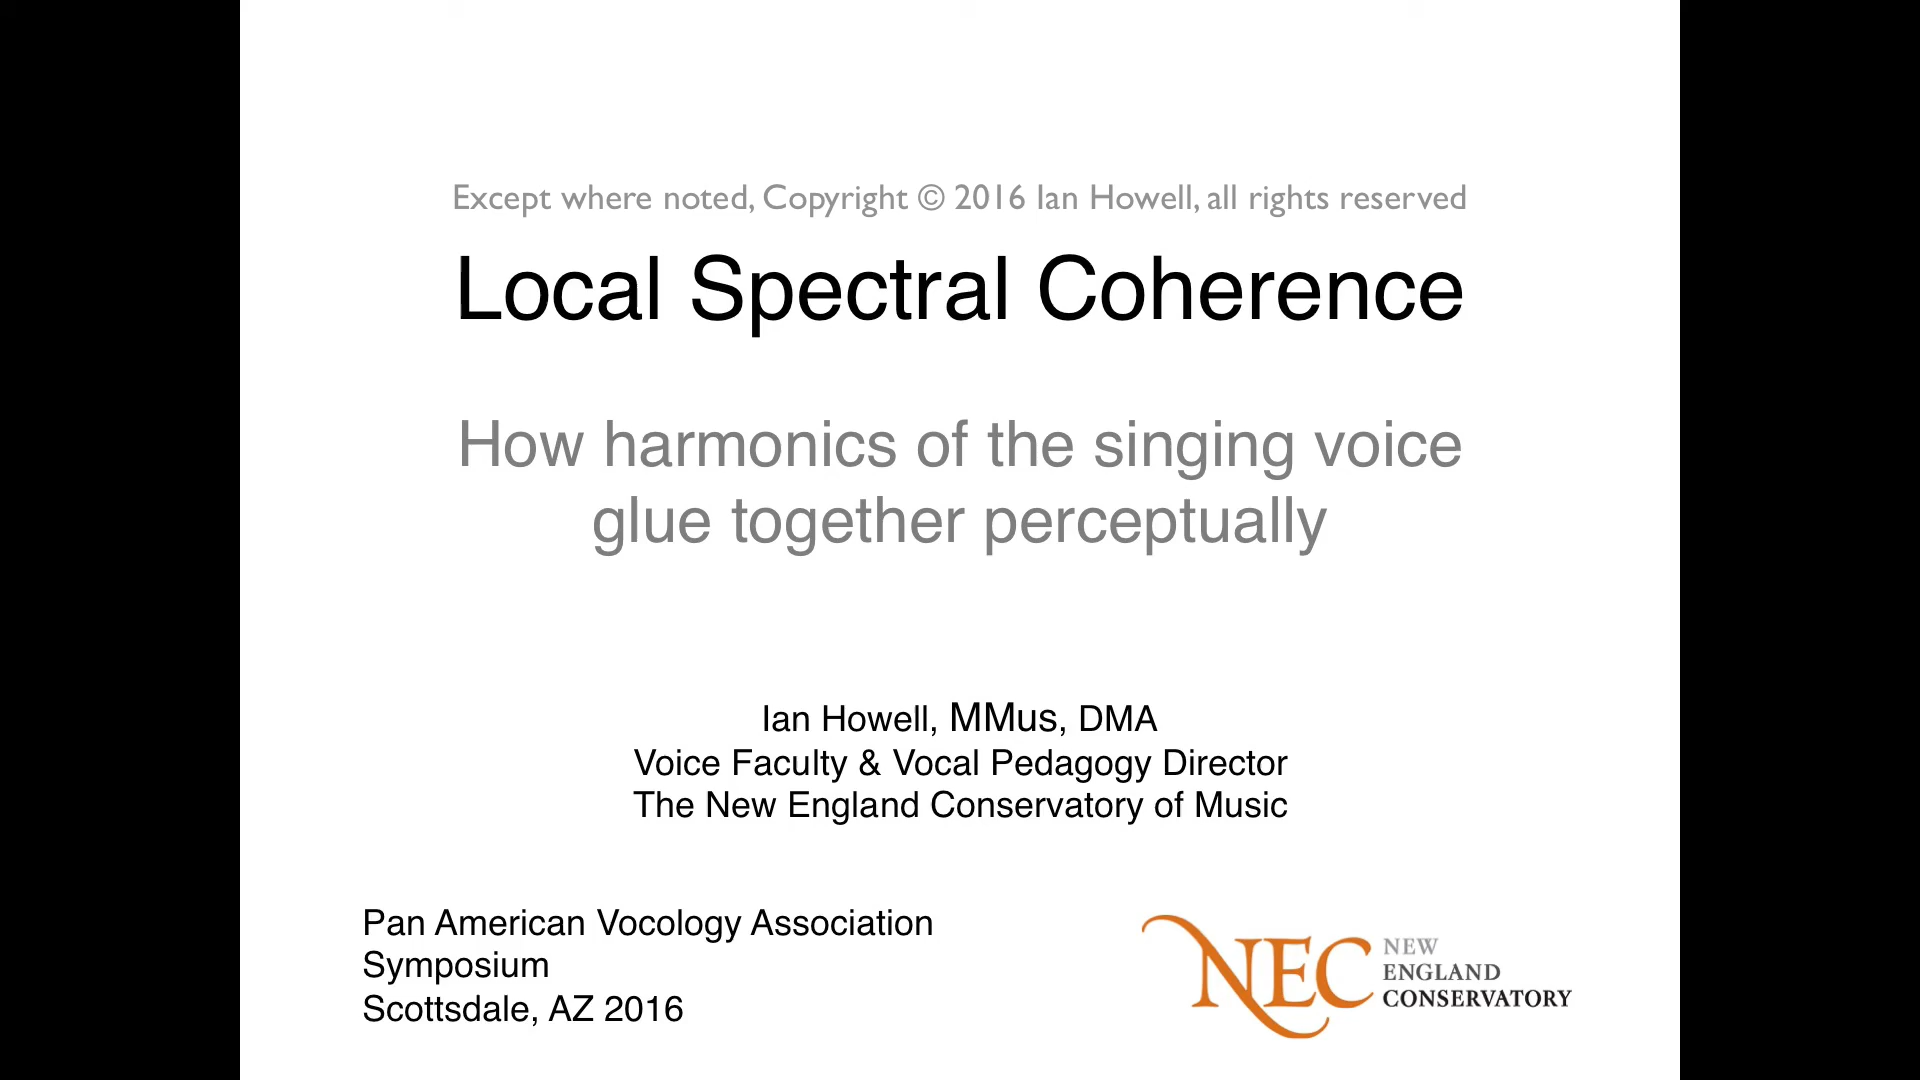 Except where noted, Copyright © 2016 Ian Howell, all rights reserved
Local Spectral Coherence
How harmonics of the singing voice
glue together perceptually
Ian Howell, MMus, DMA
Voice Faculty & Vocal Pedagogy Director
The New England Conservatory of Music
Pan American Vocology Association
Symposium
Scottsdale, AZ 2016
NEC
NEW
ENGLAND
CONSERVATORY